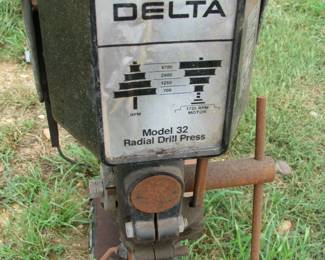 DELTA
4700
2400
1250
700
RPM
1725 RPM
MOTOR
Model 32
Radial Drill Press